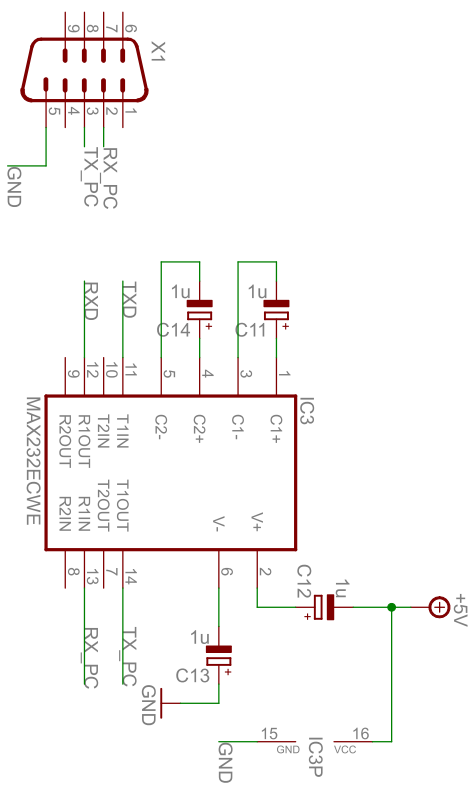 X1
6
7
8
9
1
2
3
4
5
RX_PC
TX_PC
GND
1u
C14
+
1u
C11
+
TXD
RXD
9
12
10
11
5
4
3
1
IC3
MAX232ECWE
R2OUT
R1OUT
T2IN
T1IN
C2-
C2+
C1-
C1+
R2IN
R1IN
T2OUT
T1OUT
V-
V+
8
13
7
14
6
2
RX_PC
TX_PC
1u
C13
+
GND
C12
1u
+
+5V
15
GND
IC3P
16
VCC
GND